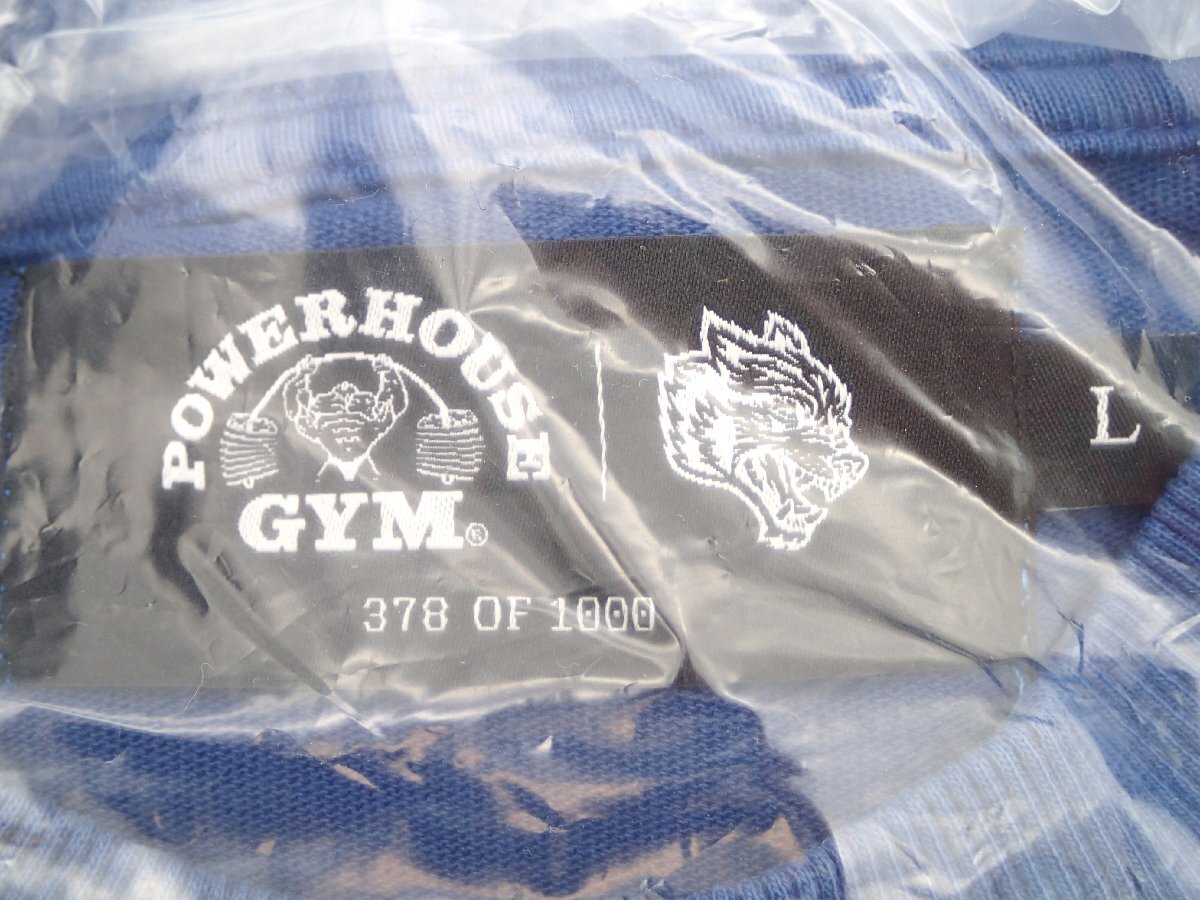 POWERHOUSE
GYM®
378 OF 1000
L